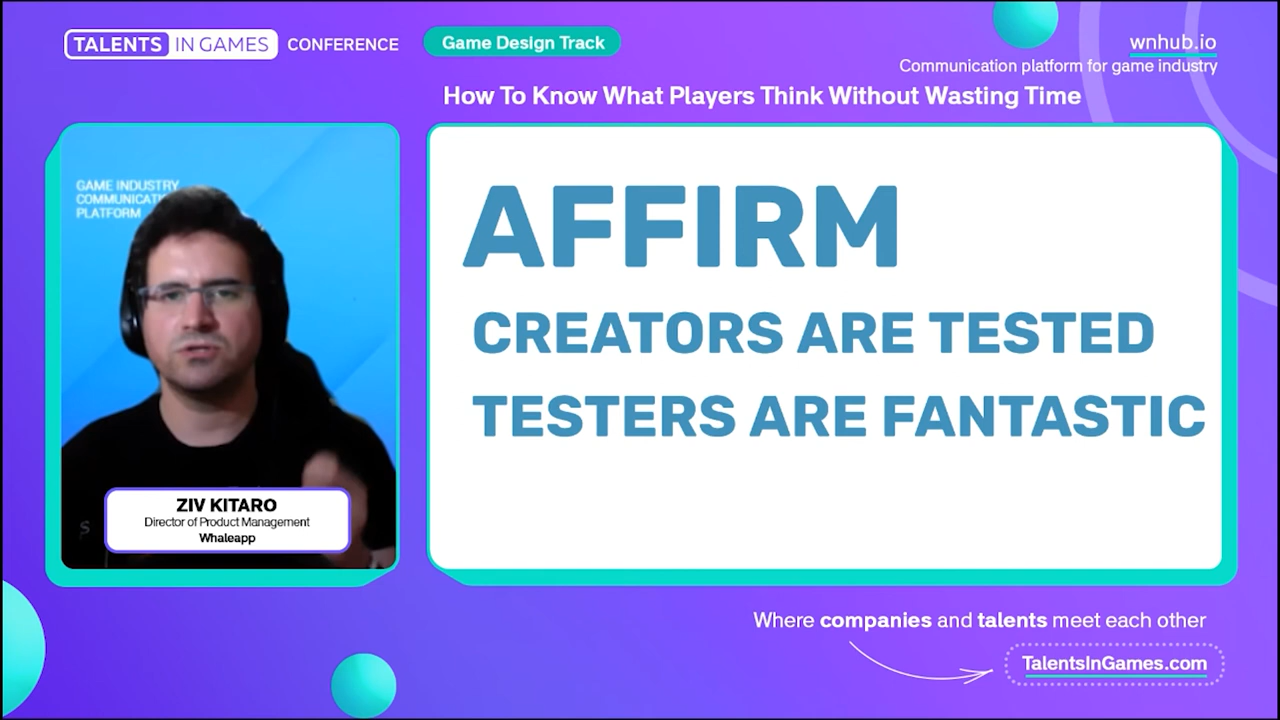 TALENTS IN GAMES CONFERENCE
Game Design Track
wnhub.io
Communication platform for game industry
How To Know What Players Think Without Wasting Time
GAME INDUSTRY
PLATFORM
AFFIRM
CREATORS ARE TESTED
TESTERS ARE FANTASTIC
ZIV KITARO
Director of Product Management
Whaleapp
Where companies and talents meet each other
TalentsInGames.com